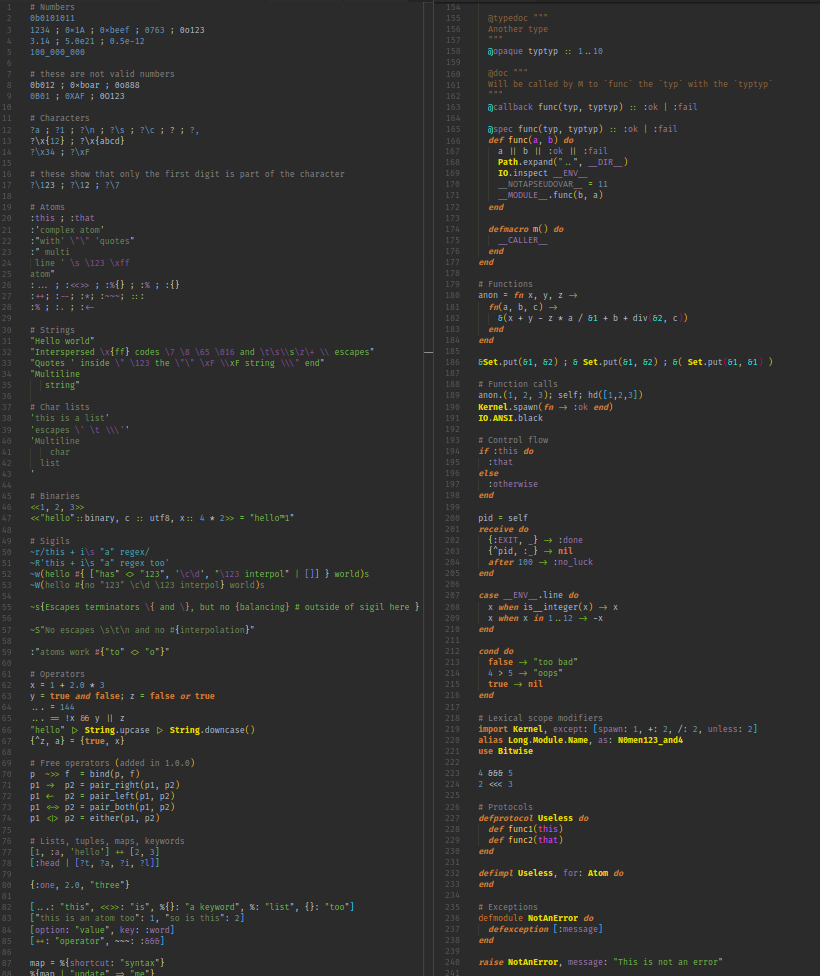 1 # Numbers
2 0b0101011
3 1234 ; 0x1A ; 0xbeef ; 0763 ; 0o123
4 3.14 ; 5.0e21 ; 0.5e-12
5 100_000_000
6
7 # these are not valid numbers
8 0b012 ; 0xboar ; 0o888
9 0B01 ; 0XAF ; 0O123
10
11 # Characters
12 ?a ; ?1 ; ?\n ; ?\s ; ?\c ; ? ; ?,
13 ?\x{12} ; ?\x{abcd}
14 ?\x34 ; ?\xF
15
16 # these show that only the first digit is part of the character
17 ?\123 ; ?\12 ; ?\7
18
19 # Atoms
20 :this ; :that
21 :'complex atom'
22 :"with' \"\" 'quotes"
23 :" multi
24 line ' \s \123 \xff
25 atom"
26 :... ; :<<>> ; :%{} ; :% ; :{}
27 :++; :--; :*; :~~~; :::
28 :% ; :. ; :<-
29
30 # Strings
31 "Hello world"
32 "Interspersed \x{ff} codes \7 \8 \65 \016 and \t\s\\s\z\+ \\ escapes"
33 "Quotes ' inside \" \123 the \"\" \xF \\xF string \\\" end"
34 "Multiline
35 string"
36
37 # Char lists
38 'this is a list'
39 'escapes \' \t \\\''
40 'Multiline
41 char
42 list
43 '
44
45 # Binaries
46 <<1, 2, 3>>
47 <<"hello"::binary, c :: utf8, x:: 4 * 2>> = "hello™1"
48
49 # Sigils
50 ~r/this + i\s "a" regex/
51 ~R'this + i\s "a" regex too'
52 ~w(hello #{ ["has" <> "123", '\c\d', "\123 interpol" | []] } world)s
53 ~W(hello #{no "123" \c\d \123 interpol} world)s
54
55 ~s{Escapes terminators \{ and \}, but no {balancing} # outside of sigil here }
56
57 ~S"No escapes \s\t\n and no #{interpolation}"
58
59 :"atoms work #{"to" <> "o"}"
60
61 # Operators
62 x = 1 + 2.0 * 3
63 y = true and false; z = false or true
64 ... = 144
65 ... == !x && y || z
66 "hello" |> String.upcase |> String.downcase()
67 {^z, a} = {true, x}
68
69 # Free operators (added in 1.0.0)
70 p ~>> f = bind(p, f)
71 p1 ~> p2 = pair_right(p1, p2)
72 p1 <~ p2 = pair_left(p1, p2)
73 p1 <~> p2 = pair_both(p1, p2)
74 p1 <|> p2 = either(p1, p2)
75
76 # Lists, tuples, maps, keywords
77 [1, :a, 'hello'] ++ [2, 3]
78 [:head | [?t, ?a, ?i, ?l]]
79
80 {:one, 2.0, "three"}
81
82 [...: "this", <<>>: "is", %{}: "a keyword", %: "list", {}: "too"]
83 ["this is an atom too": 1, "so is this": 2]
84 [option: "value", key: :word]
85 [++: "operator", ~~~: :&&&]
86
87 map = %{shortcut: "syntax"}
88 %{map | "update" => "me"}
154
155 @typedoc """
156 Another type
157 """
158 @opaque typtyp :: 1..10
159
160 @doc """
161 Will be called by M to `func` the `typ` with the `typtyp`
162 """
163 @callback func(typ, typtyp) :: :ok | :fail
164
165 @spec func(typ, typtyp) :: :ok | :fail
166 def func(a, b) do
167 a || b || :ok || :fail
168 Path.expand("..", __DIR__)
169 IO.inspect __ENV__
170 __NOTAPSEUDOVAR__ = 11
171 __MODULE__.func(b, a)
172 end
173
174 defmacro m() do
175 __CALLER__
176 end
177 end
178
179 # Functions
180 anon = fn x, y, z ->
181 fn(a, b, c) ->
182 &(x + y - z * a / &1 + b + div(&2, c))
183 end
184 end
185
186 &Set.put(&1, &2) ; & Set.put(&1, &2) ; &( Set.put(&1, &1) )
187
188 # Function calls
189 anon.(1, 2, 3); self; hd([1,2,3])
190 Kernel.spawn(fn -> :ok end)
191 IO.ANSI.black
192
193 # Control flow
194 if :this do
195 :that
196 else
197 :otherwise
198 end
199
200 pid = self
201 receive do
202 {:EXIT, _} -> :done
203 {^pid, :_} -> nil
204 after 100 -> :no_luck
205 end
206
207 case __ENV__.line do
208 x when is_integer(x) -> x
209 x when x in 1..12 -> -x
210 end
211
212 cond do
213 false -> "too bad"
214 4 > 5 -> "oops"
215 true -> nil
216 end
217
218 # Lexical scope modifiers
219 import Kernel, except: [spawn: 1, +: 2, /: 2, unless: 2]
220 alias Long.Module.Name, as: N0men123_and4
221 use Bitwise
222
223 4 &&& 5
224 2 <<< 3
225
226 # Protocols
227 defprotocol Useless do
228 def func1(this)
229 def func2(that)
230 end
231
232 defimpl Useless, for: Atom do
233 end
234
235 # Exceptions
236 defmodule NotAnError do
237 defexception [:message]
238 end
239
240 raise NotAnError, message: "This is not an error"
241